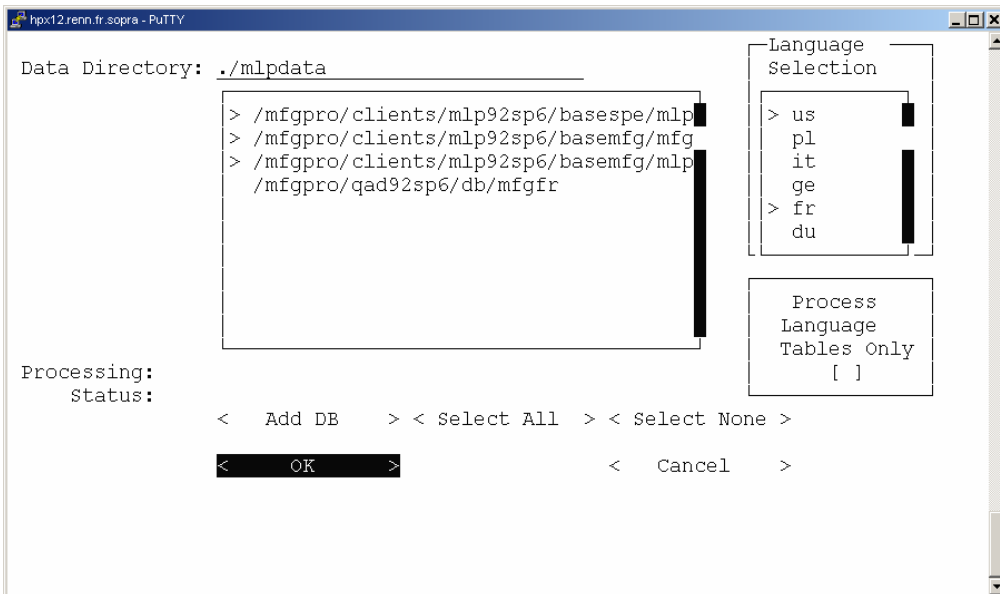 hpx12.renn.fr.sopra - PuTTY
Data Directory: ./mlpdata
Language
Selection
> /mfgpro/clients/mlp92sp6/basespe/mlp
> /mfgpro/clients/mlp92sp6/basemfg/mfg
> /mfgpro/clients/mlp92sp6/basemfg/mlp
/mfgpro/qad92sp6/db/mfgfr
> us
pl
it
ge
> fr
du
Process
Language
Tables Only
[ ]
Processing:
Status:
< Add DB > < Select All > < Select None >
< OK > < Cancel >